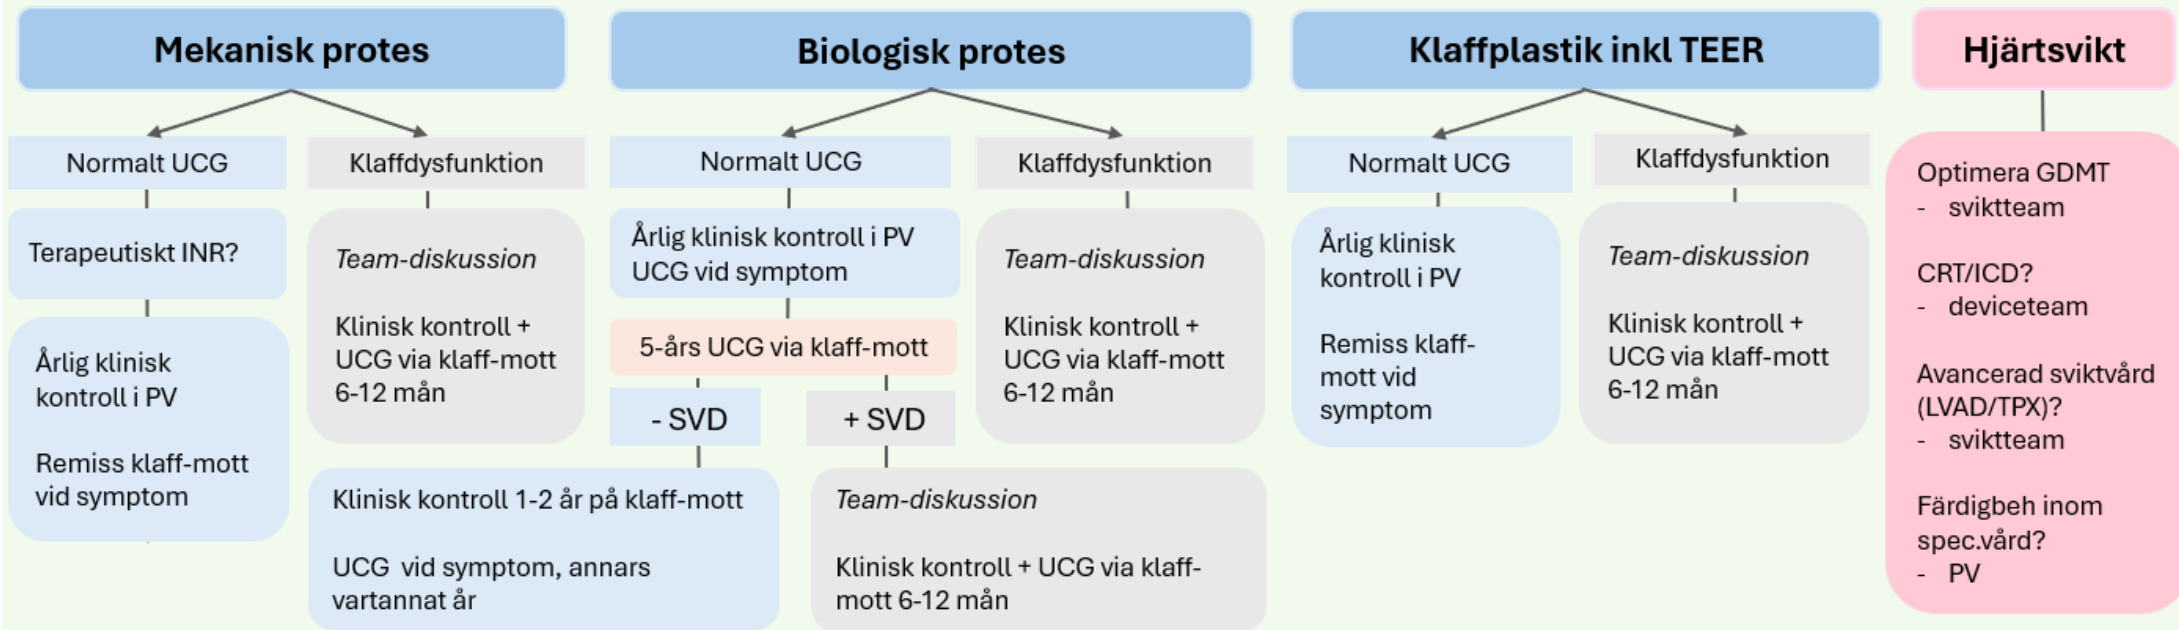 Mekanisk protes
Normalt UCG
Terapeutiskt INR?
Årlig klinisk
kontroll i PV
Remiss klaff-mott
vid symptom
Klaffdysfunktion
Team-diskussion
Klinisk kontroll +
UCG via klaff-mott
6-12 mån
Biologisk protes
Normalt UCG
Årlig klinisk kontroll i PV
UCG vid symptom
5-års UCG via klaff-mott
- SVD
Klinisk kontroll 1-2 år på klaff-mott
UCG vid symptom, annars
vartannat år
+ SVD
Team-diskussion
Klinisk kontroll + UCG via klaff-
mott 6-12 mån
Klaffdysfunktion
Team-diskussion
Klinisk kontroll +
UCG via klaff-mott
6-12 mån
Klaffplastik inkl TEER
Normalt UCG
Årlig klinisk
kontroll i PV
Remiss klaff-
mott vid
symptom
Klaffdysfunktion
Team-diskussion
Klinisk kontroll +
UCG via klaff-mott
6-12 mån
Hjärtsvikt
Optimera GDMT
- sviktteam
CRT/ICD?
- deviceteam
Avancerad sviktvård
(LVAD/TPX)?
- sviktteam
Färdigbeh inom
spec.vård?
- PV